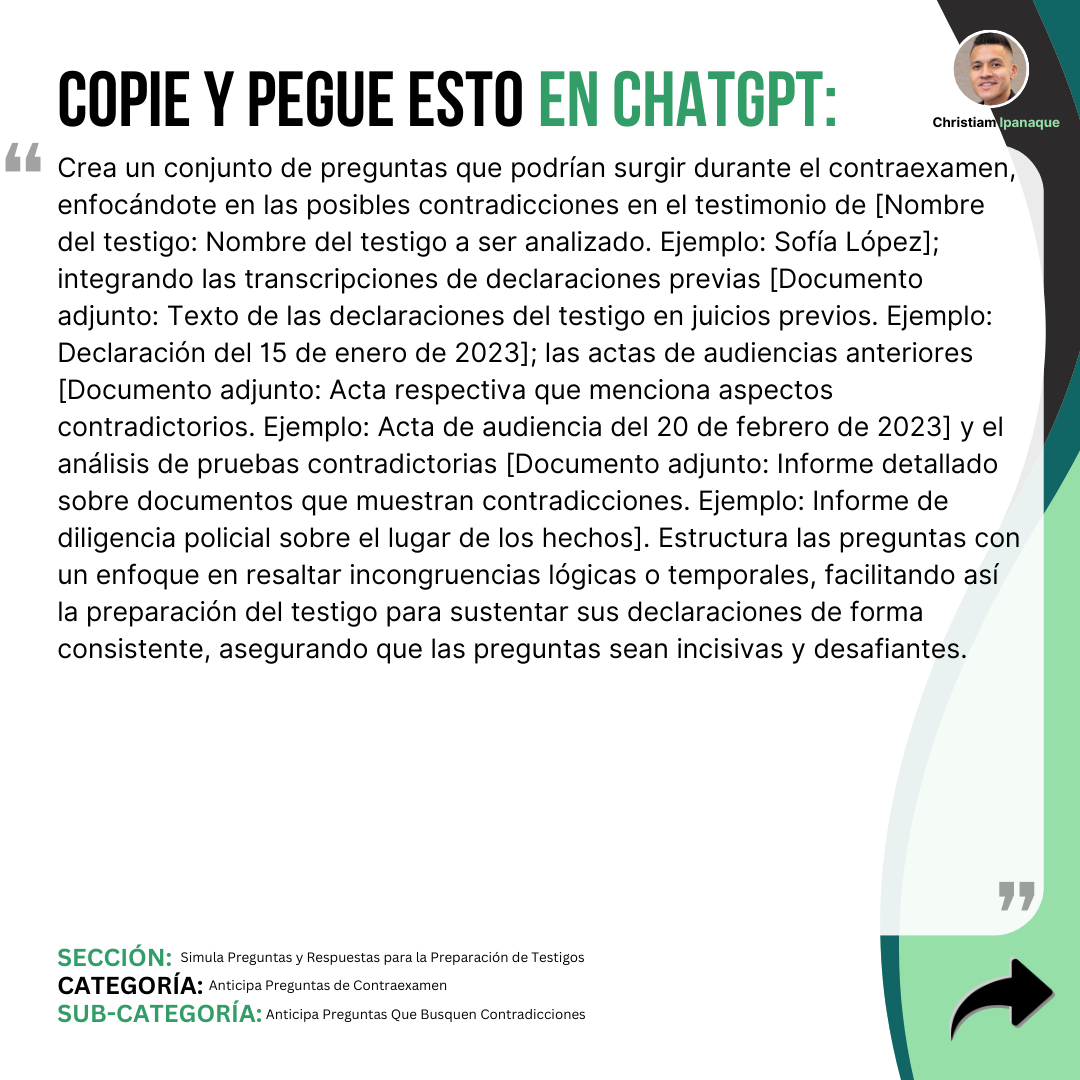 COPIE Y PEGUE ESTO EN CHATGPT:
Christiam Ipanaque
“
Crea un conjunto de preguntas que podrían surgir durante el contraexamen,
enfocándote en las posibles contradicciones en el testimonio de [Nombre
del testigo: Nombre del testigo a ser analizado. Ejemplo: Sofía López];
integrando las transcripciones de declaraciones previas [Documento
adjunto: Texto de las declaraciones del testigo en juicios previos. Ejemplo:
Declaración del 15 de enero de 2023]; las actas de audiencias anteriores
[Documento adjunto: Acta respectiva que menciona aspectos
contradictorios. Ejemplo: Acta de audiencia del 20 de febrero de 2023] y el
análisis de pruebas contradictorias [Documento adjunto: Informe detallado
sobre documentos que muestran contradicciones. Ejemplo: Informe de
diligencia policial sobre el lugar de los hechos]. Estructura las preguntas con
un enfoque en resaltar incongruencias lógicas o temporales, facilitando así
la preparación del testigo para sustentar sus declaraciones de forma
consistente, asegurando que las preguntas sean incisivas y desafiantes.
”
SECCIÓN: Simula Preguntas y Respuestas para la Preparación de Testigos
CATEGORÍA: Anticipa Preguntas de Contraexamen
SUB-CATEGORÍA: Anticipa Preguntas Que Busquen Contradicciones